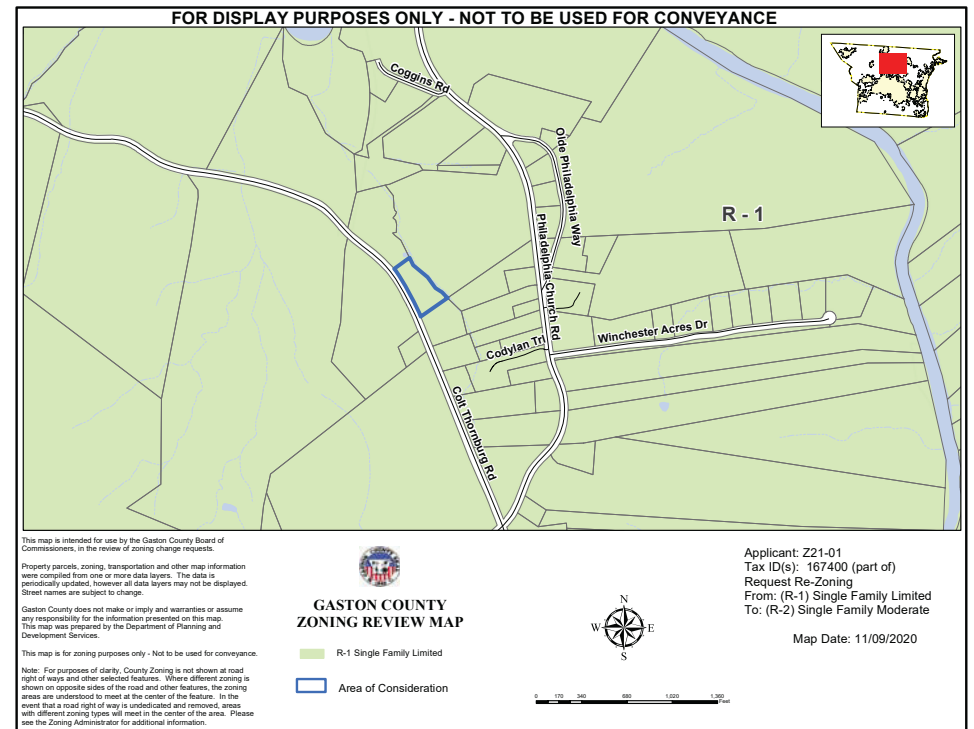 FOR DISPLAY PURPOSES ONLY - NOT TO BE USED FOR CONVEYANCE
Coggins Rd
Olde Philadelphia Way
R - 1
Philadelphia Church Rd
Winchester Acres Dr
Codylan Trl
Colt Thornburg Rd
This map is intended for use by the Gaston County Board of
Commissioners, in the review of zoning change requests.
Property parcels, zoning, transportation and other map information
were compiled from one or more data layers. The data is
periodically updated, however all data layers may not be displayed.
Street names are subject to change.
Gaston County does not make or imply and warranties or assume
any responsibility for the information presented on this map.
This map was prepared by the Department of Planning and
Development Services.
This map is for zoning purposes only - Not to be used for conveyance.
Note: For purposes of clarity, County Zoning is not shown at road
right of ways and other selected features. Where different zoning is
shown on opposite sides of the road and other features, the zoning
areas are understood to meet at the center of the feature. In the
event that a road right of way is undedicated and removed, areas
with different zoning types will meet in the center of the area. Please
see the Zoning Administrator for additional information.
GASTON COUNTY
ZONING REVIEW MAP
R-1 Single Family Limited
Area of Consideration
N
W E
S
0 170 340 680 1,020 1,360
Feet
Applicant: Z21-01
Tax ID(s): 167400 (part of)
Request Re-Zoning
From: (R-1) Single Family Limited
To: (R-2) Single Family Moderate
Map Date: 11/09/2020